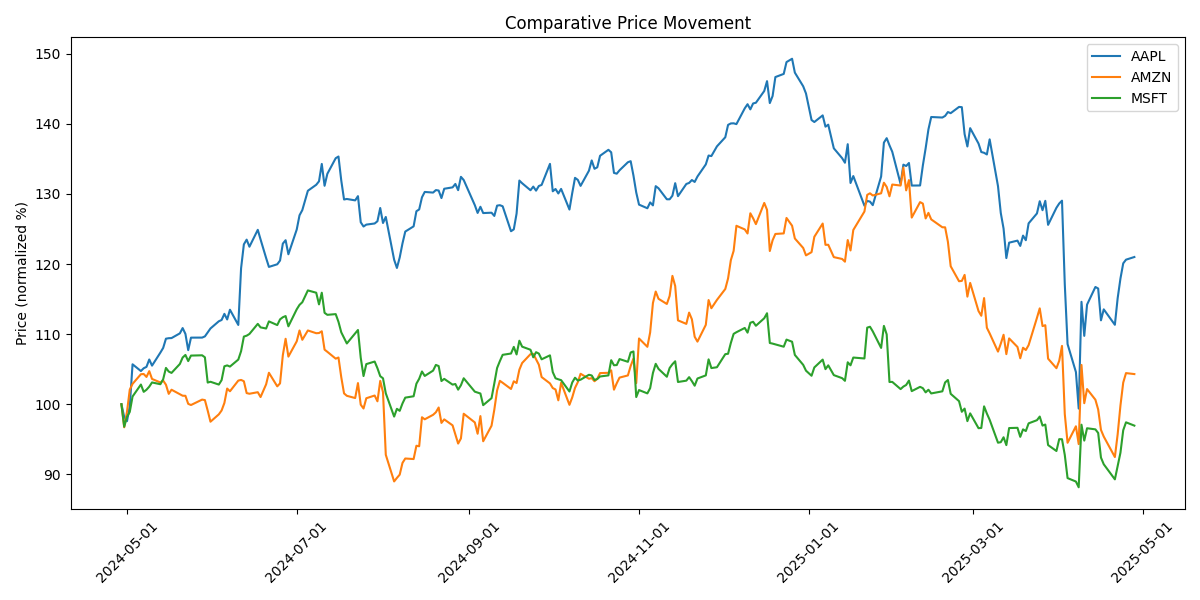 Comparative Price Movement
AAPL
AMZN
MSFT
Price (normalized %)
150
140
130
120
110
100
90
2024-05-01
2024-07-01
2024-09-01
2024-11-01
2025-01-01
2025-03-01
2025-05-01